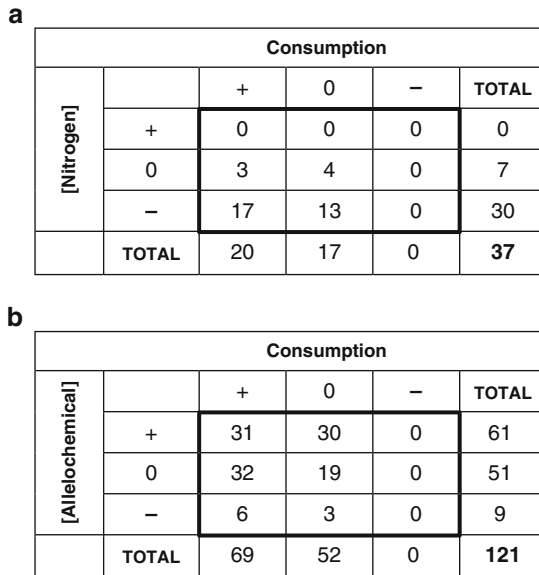 a
Consumption
+ 0 – TOTAL
[Nitrogen]
+ 0 0 0 0
0 3 4 0 7
– 17 13 0 30
TOTAL 20 17 0 37
b
Consumption
+ 0 – TOTAL
[Allelochemical]
+ 31 30 0 61
0 32 19 0 51
– 6 3 0 9
TOTAL 69 52 0 121